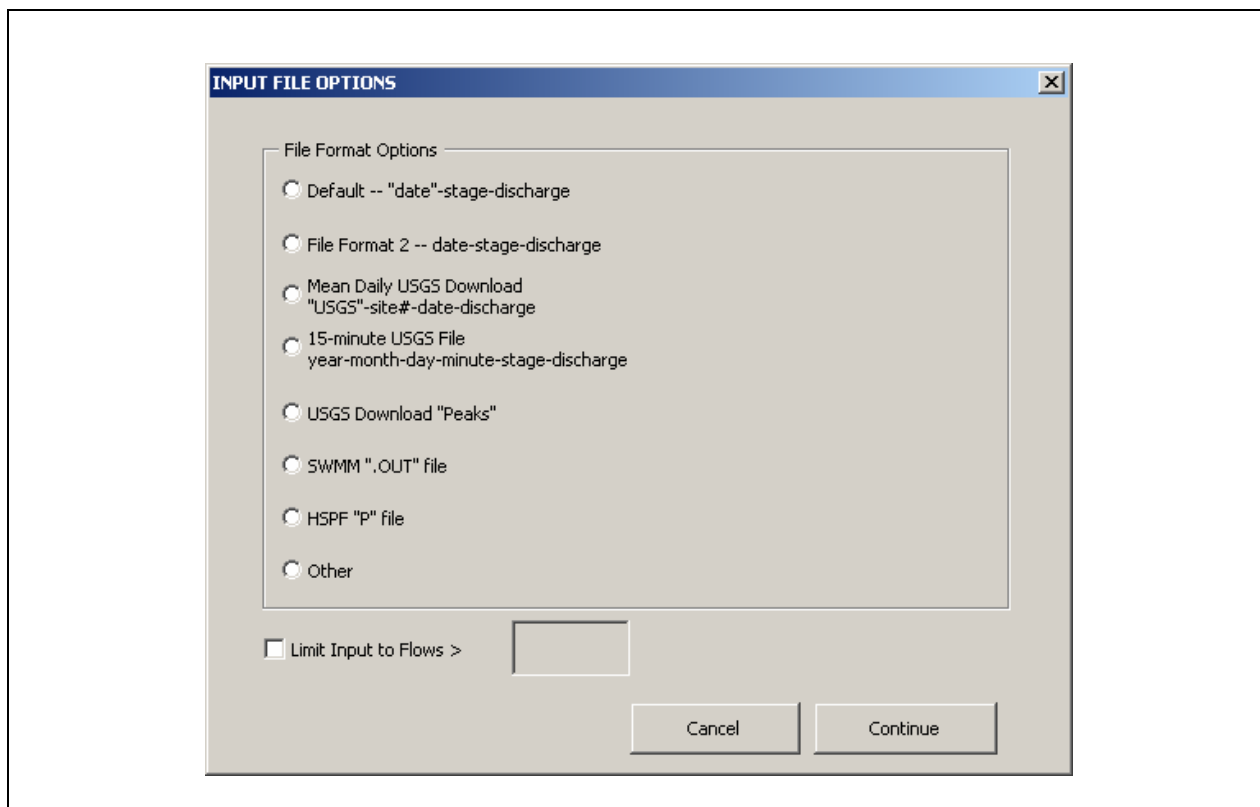 INPUT FILE OPTIONS
File Format Options
Default -- "date"-stage-discharge
File Format 2 -- date-stage-discharge
Mean Daily USGS Download
"USGS"-site#-date-discharge
15-minute USGS File
year-month-day-minute-stage-discharge
USGS Download "Peaks"
SWMM ".OUT" file
HSPF "P" file
Other
Limit Input to Flows >
Cancel
Continue